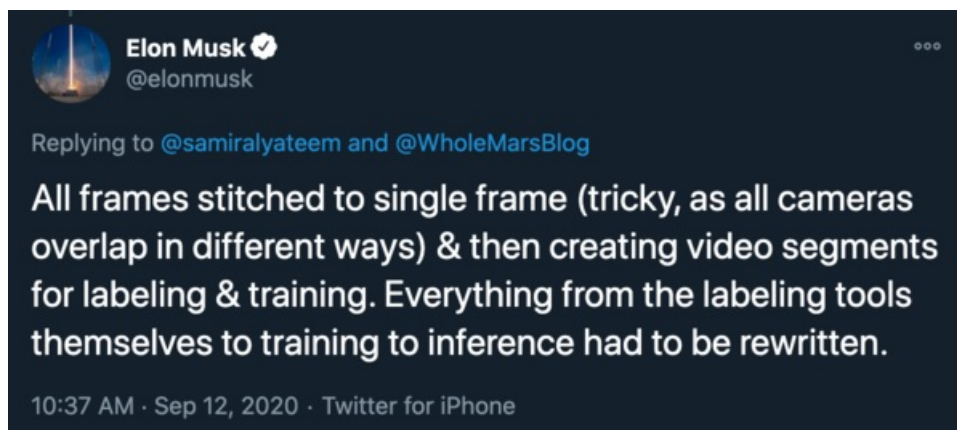 Elon Musk
@elonmusk
Replying to @samiralyateem and @WholeMarsBlog
All frames stitched to single frame (tricky, as all cameras
overlap in different ways) & then creating video segments
for labeling & training. Everything from the labeling tools
themselves to training to inference had to be rewritten.
10:37 AM · Sep 12, 2020 · Twitter for iPhone